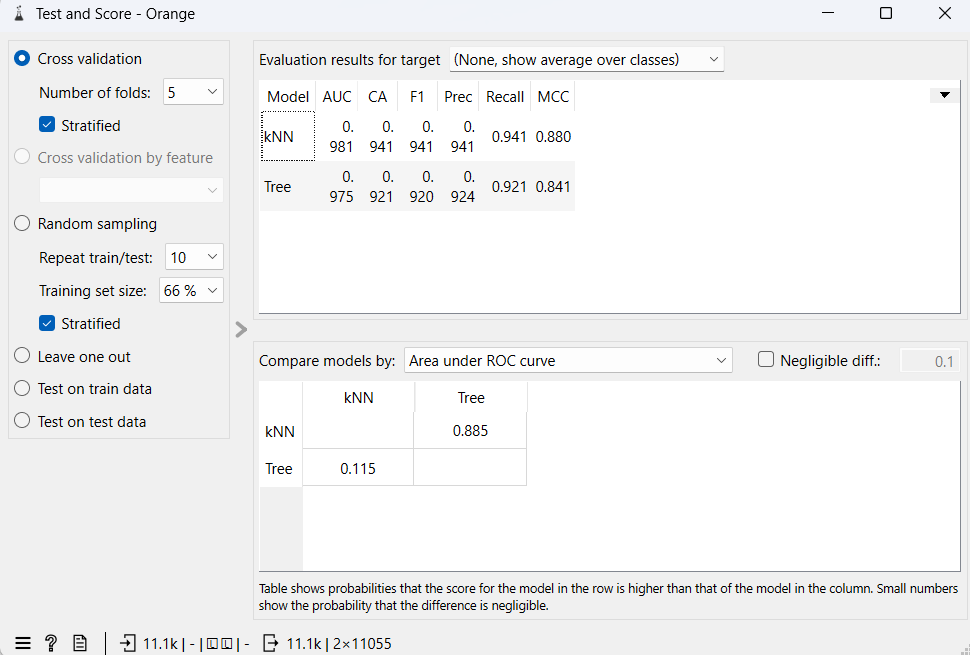 Test and Score - Orange
Cross validation
Number of folds: 5
Stratified
Cross validation by feature
Random sampling
Repeat train/test: 10
Training set size: 66 %
Stratified
Leave one out
Test on train data
Test on test data
Evaluation results for target (None, show average over classes)
Model AUC CA F1 Prec Recall MCC
kNN 0.981 0.941 0.941 0.941 0.941 0.880
Tree 0.975 0.921 0.920 0.924 0.921 0.841
Compare models by: Area under ROC curve Negligible diff.: 0.1
kNN Tree
kNN 0.885
Tree 0.115
Table shows probabilities that the score for the model in the row is higher than that of the model in the column. Small numbers
show the probability that the difference is negligible.
11.1k | - | | - 11.1k | 2×11055